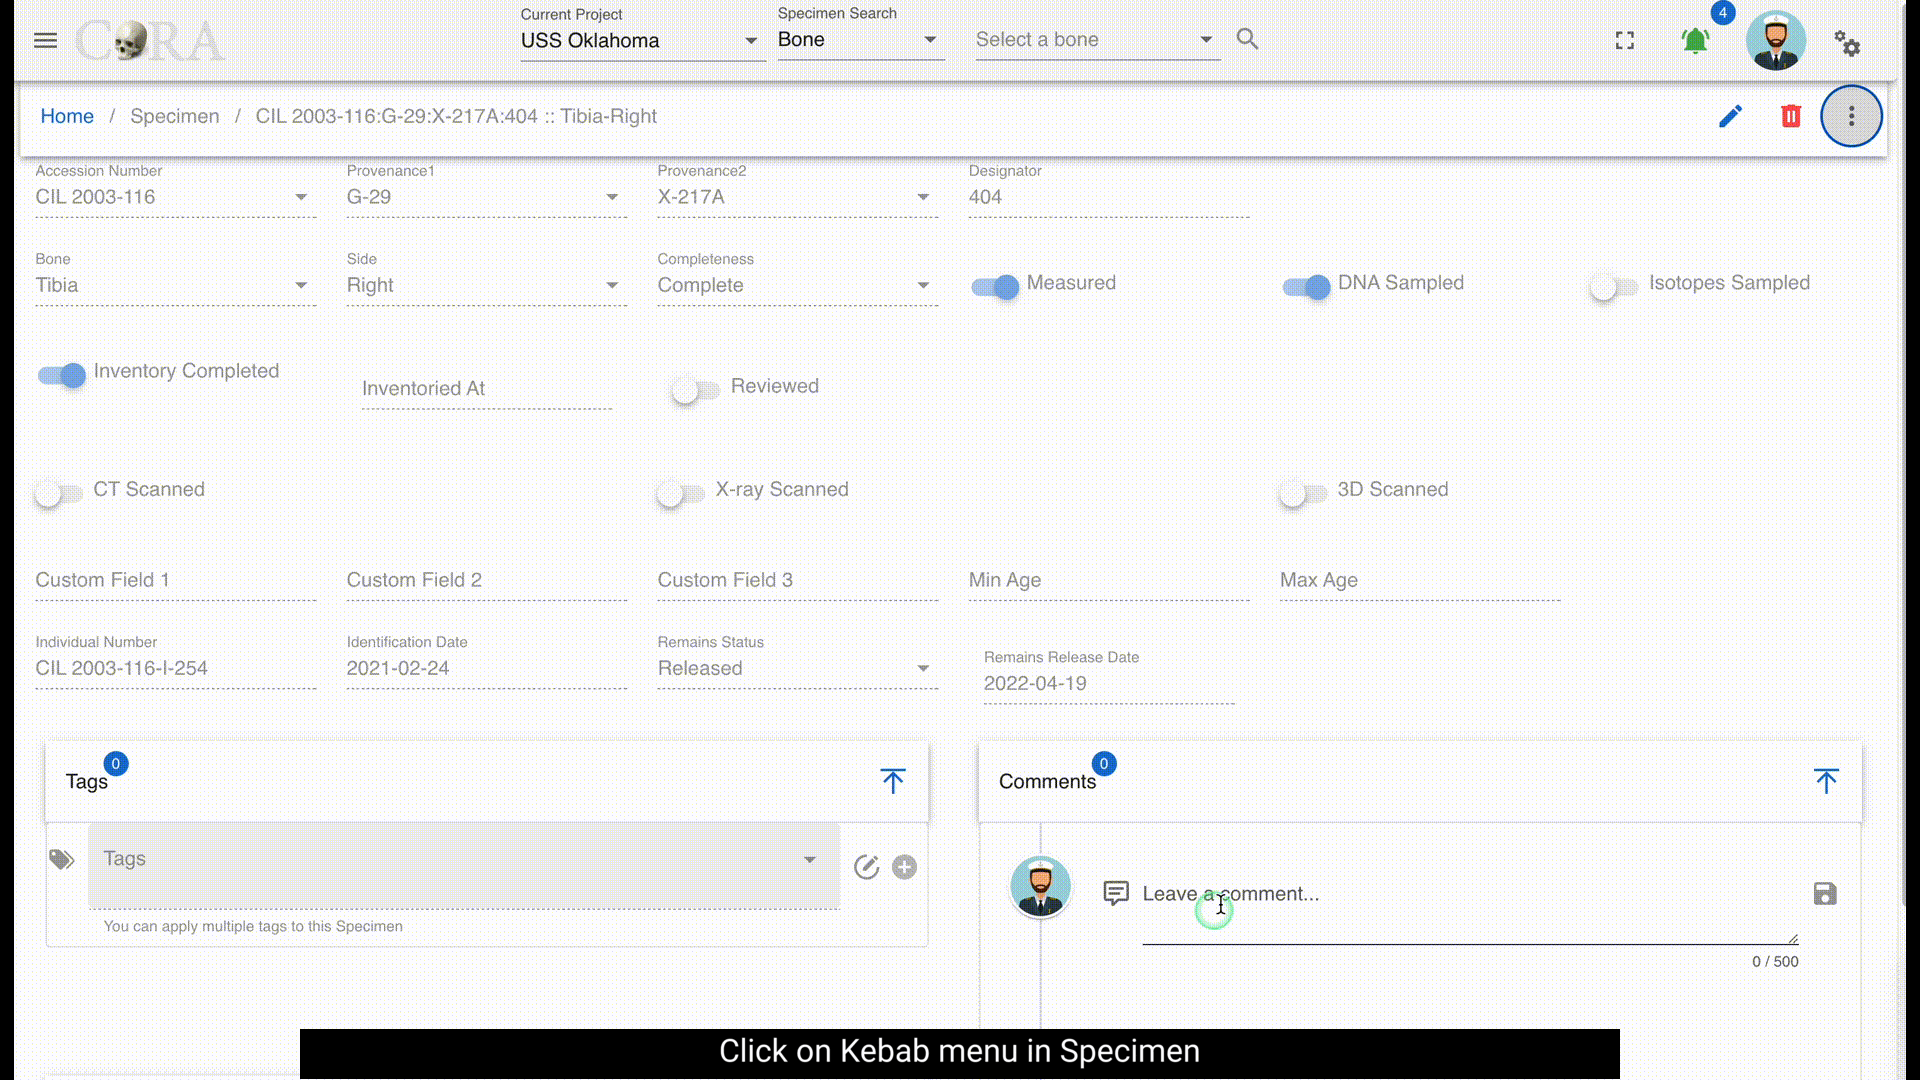 Current Project
Specimen Search
4
CORA
USS Oklahoma
Bone
Select a bone
Home / Specimen / CIL 2003-116:G-29:X-217A:404 :: Tibia-Right
Accession Number
Provenance1
Provenance2
Designator
CIL 2003-116
G-29
X-217A
404
Bone
Side
Completeness
Tibia
Right
Complete
Measured
DNA Sampled
Isotopes Sampled
Inventory Completed
Inventoried At
Reviewed
CT Scanned
X-ray Scanned
3D Scanned
Custom Field 1
Custom Field 2
Custom Field 3
Min Age
Max Age
Individual Number
Identification Date
Remains Status
Remains Release Date
CIL 2003-116-I-254
2021-02-24
Released
2022-04-19
Tags
0
Comments
0
Tags
You can apply multiple tags to this Specimen
Leave a comment...
0 / 500
Click on Kebab menu in Specimen